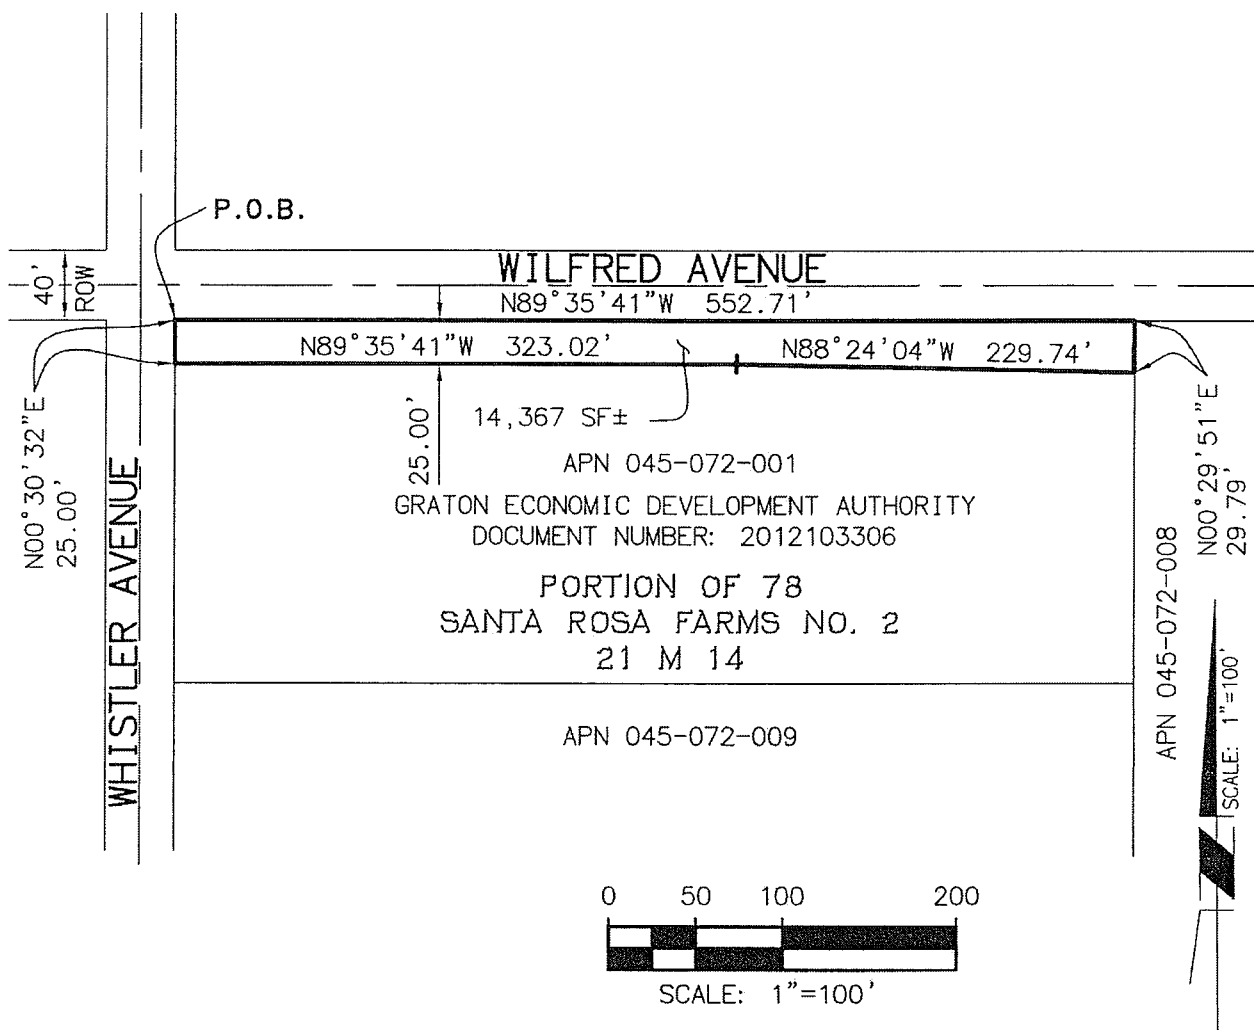 P.O.B.
40'
ROW
WILFRED AVENUE
N89°35'41"W 552.71'
N89°35'41"W 323.02'
N88°24'04"W 229.74'
N00°30'32"E
25.00'
25.00'
14,367 SF±
APN 045-072-001
GRATON ECONOMIC DEVELOPMENT AUTHORITY
DOCUMENT NUMBER: 2012103306
PORTION OF 78
SANTA ROSA FARMS NO. 2
21 M 14
N00°29'51"E
29.79'
APN 045-072-008
WHISTLER AVENUE
APN 045-072-009
SCALE: 1"=100'
0 50 100 200
SCALE: 1"=100'